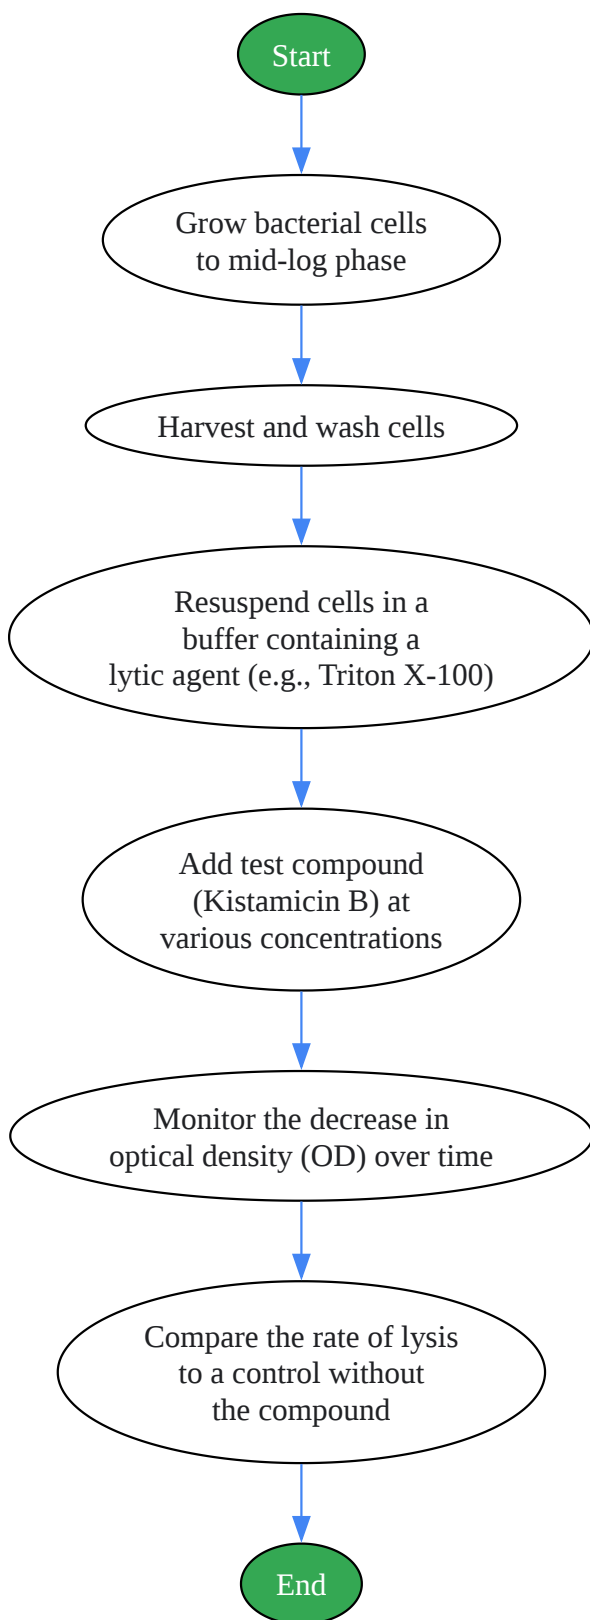 Start
Grow bacterial cells
to mid-log phase
Harvest and wash cells
Resuspend cells in a
buffer containing a
lytic agent (e.g., Triton X-100)
Add test compound
(Kistamicin B) at
various concentrations
Monitor the decrease in
optical density (OD) over time
Compare the rate of lysis
to a control without
the compound
End